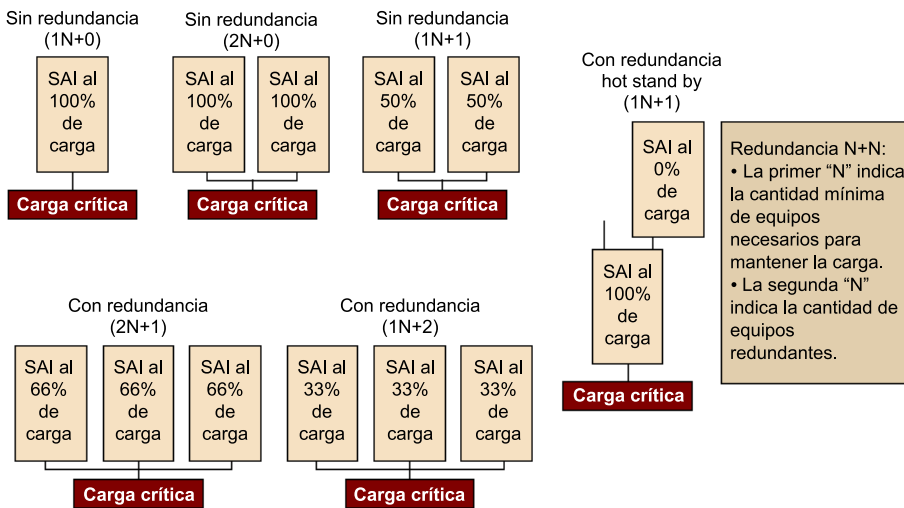 Sin redundancia
(1N+0)
SAI al
100%
de
carga
Carga crítica
Sin redundancia
(2N+0)
SAI al
100%
de
carga
SAI al
100%
de
carga
Carga crítica
Sin redundancia
(1N+1)
SAI al
50%
de
carga
SAI al
50%
de
carga
Carga crítica
Con redundancia
hot stand by
(1N+1)
SAI al
0%
de
carga
SAI al
100%
de
carga
Carga crítica
Redundancia N+N:
• La primer “N” indica
la cantidad mínima
de equipos
necesarios para
mantener la carga.
• La segunda “N”
indica la cantidad de
equipos
redundantes.
Con redundancia
(2N+1)
SAI al
66%
de
carga
SAI al
66%
de
carga
SAI al
66%
de
carga
Carga crítica
Con redundancia
(1N+2)
SAI al
33%
de
carga
SAI al
33%
de
carga
SAI al
33%
de
carga
Carga crítica